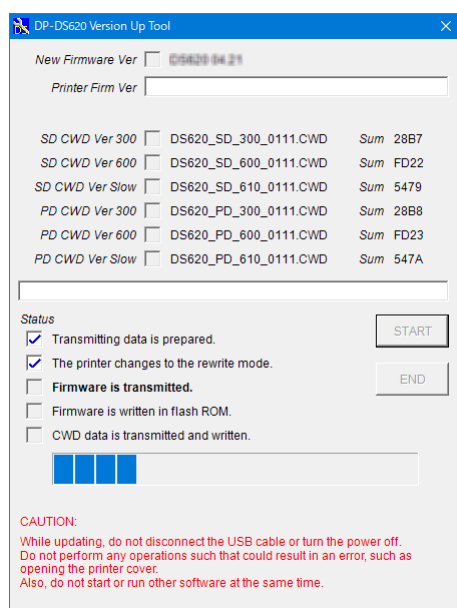 DP-DS620 Version Up Tool
New Firmware Ver
Printer Firm Ver
SD CWD Ver 300 DS620_SD_300_0111.CWD Sum 28B7
SD CWD Ver 600 DS620_SD_600_0111.CWD Sum FD22
SD CWD Ver Slow DS620_SD_610_0111.CWD Sum 5479
PD CWD Ver 300 DS620_PD_300_0111.CWD Sum 28B8
PD CWD Ver 600 DS620_PD_600_0111.CWD Sum FD23
PD CWD Ver Slow DS620_PD_610_0111.CWD Sum 547A
Status
Transmitting data is prepared.
START
The printer changes to the rewrite mode.
END
Firmware is transmitted.
Firmware is written in flash ROM.
CWD data is transmitted and written.
CAUTION:
While updating, do not disconnect the USB cable or turn the power off.
Do not perform any operations such that could result in an error, such as
opening the printer cover.
Also, do not start or run other software at the same time.